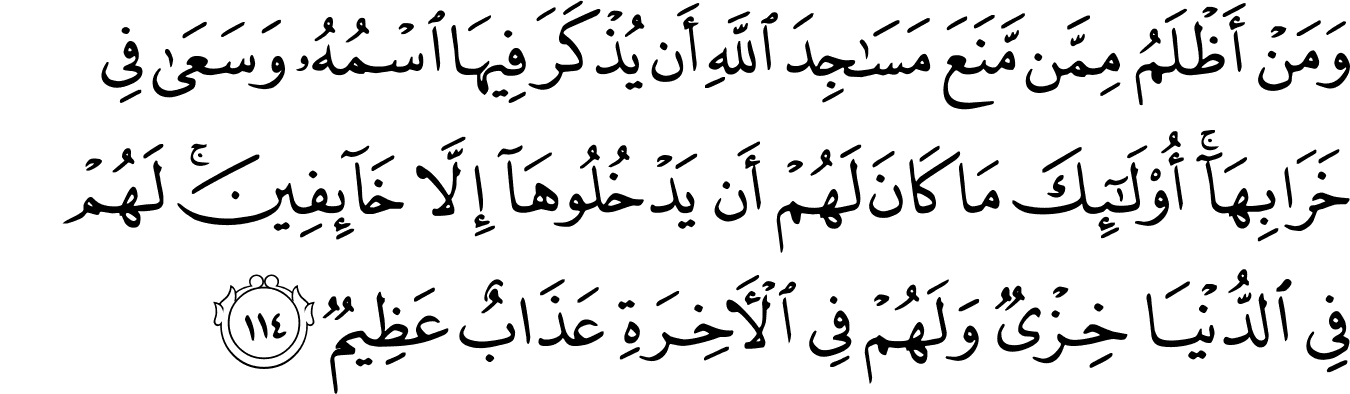 وَمَنْ أَظْلَمُ مِمَّن مَّنَعَ مَسَـٰجِدَ ٱللَّهِ أَن يُذْكَرَ فِيهَا ٱسْمُهُۥ وَسَعَىٰ فِى
خَرَابِهَآ ۚ أُو۟لَـٰٓئِكَ مَا كَانَ لَهُمْ أَن يَدْخُلُوهَآ إِلَّا خَآئِفِينَ ۚ لَهُمْ
فِى ٱلدُّنْيَا خِزْىٌ وَلَهُمْ فِى ٱلْـَٔاخِرَةِ عَذَابٌ عَظِيمٌ ١١٤